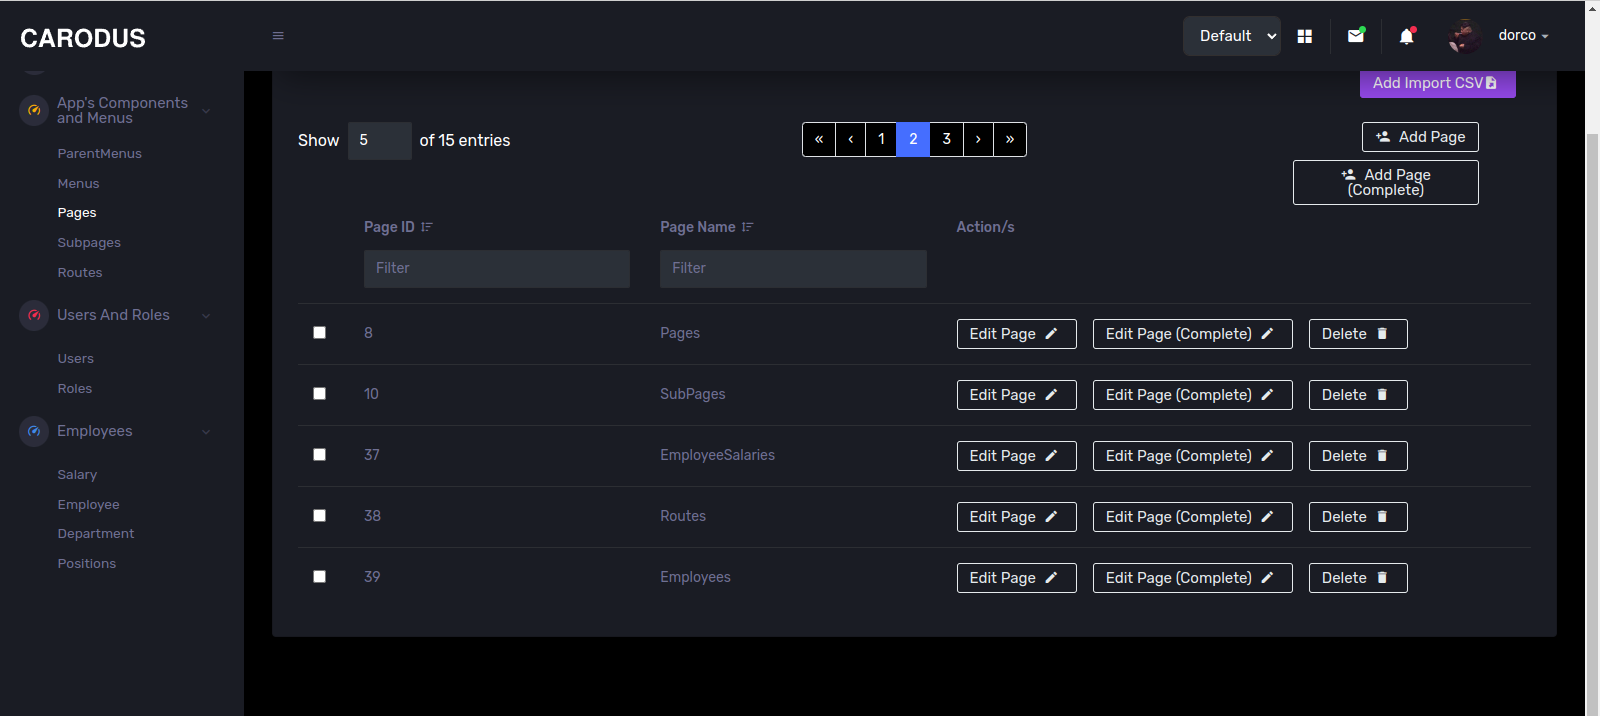 CARODUS
Default
dorco
App's Components
and Menus
ParentMenus
Menus
Pages
Subpages
Routes
Users And Roles
Users
Roles
Employees
Salary
Employee
Department
Positions
Add Import CSV
Show 5 of 15 entries
« ‹ 1 2 3 › »
Add Page
Add Page
(Complete)
Page ID Page Name Action/s
Filter Filter
8 Pages Edit Page Edit Page (Complete) Delete
10 SubPages Edit Page Edit Page (Complete) Delete
37 EmployeeSalaries Edit Page Edit Page (Complete) Delete
38 Routes Edit Page Edit Page (Complete) Delete
39 Employees Edit Page Edit Page (Complete) Delete